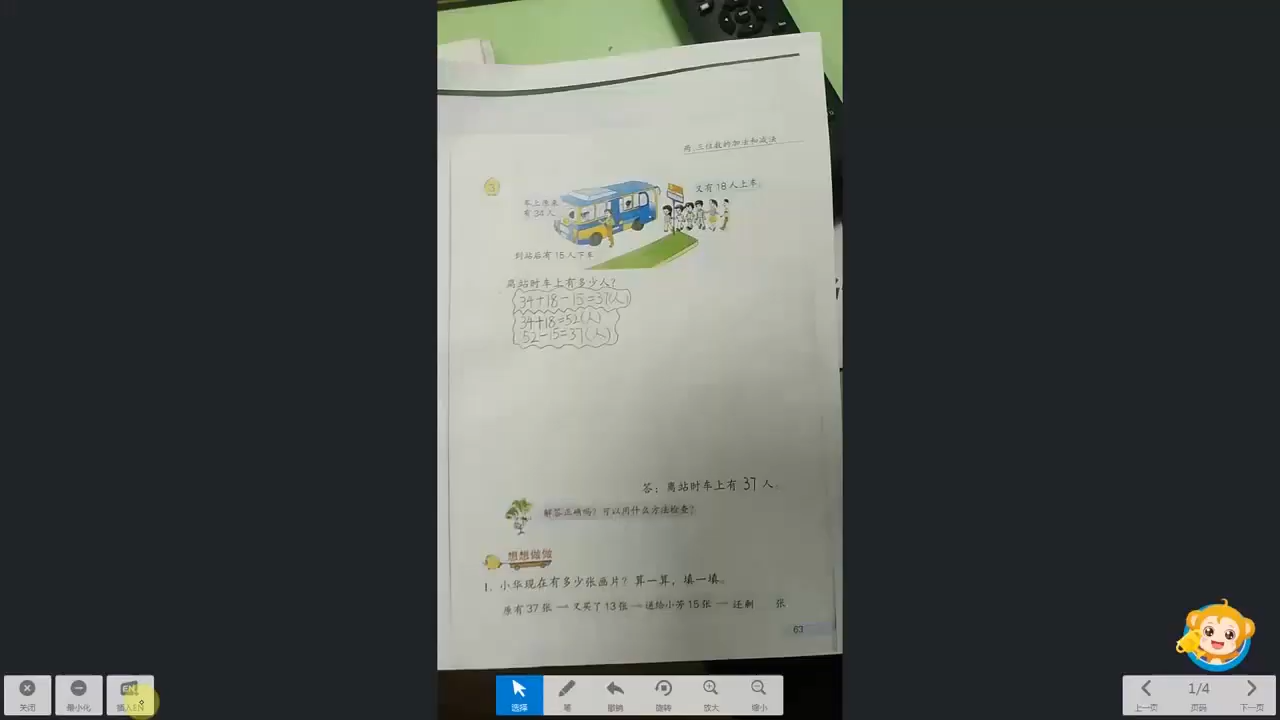 两、三位数的加法和减法
3
又有18人上车。
车上原来
有34人
到站后有15人下车
离站时车上有多少人?
34+18-15=37(人)
34+18=52(人)
52-15=37(人)
答：离站时车上有37人。
解答正确吗？可以用什么方法检查？
想想做做
1. 小华现在有多少张画片？算一算，填一填。
原有37张 → 又买了13张 → 送给小芳15张 → 还剩 张
63
关闭
最小化
插入EN
选择
笔
撤销
旋转
放大
缩小
上一页
1/4
页码
下一页